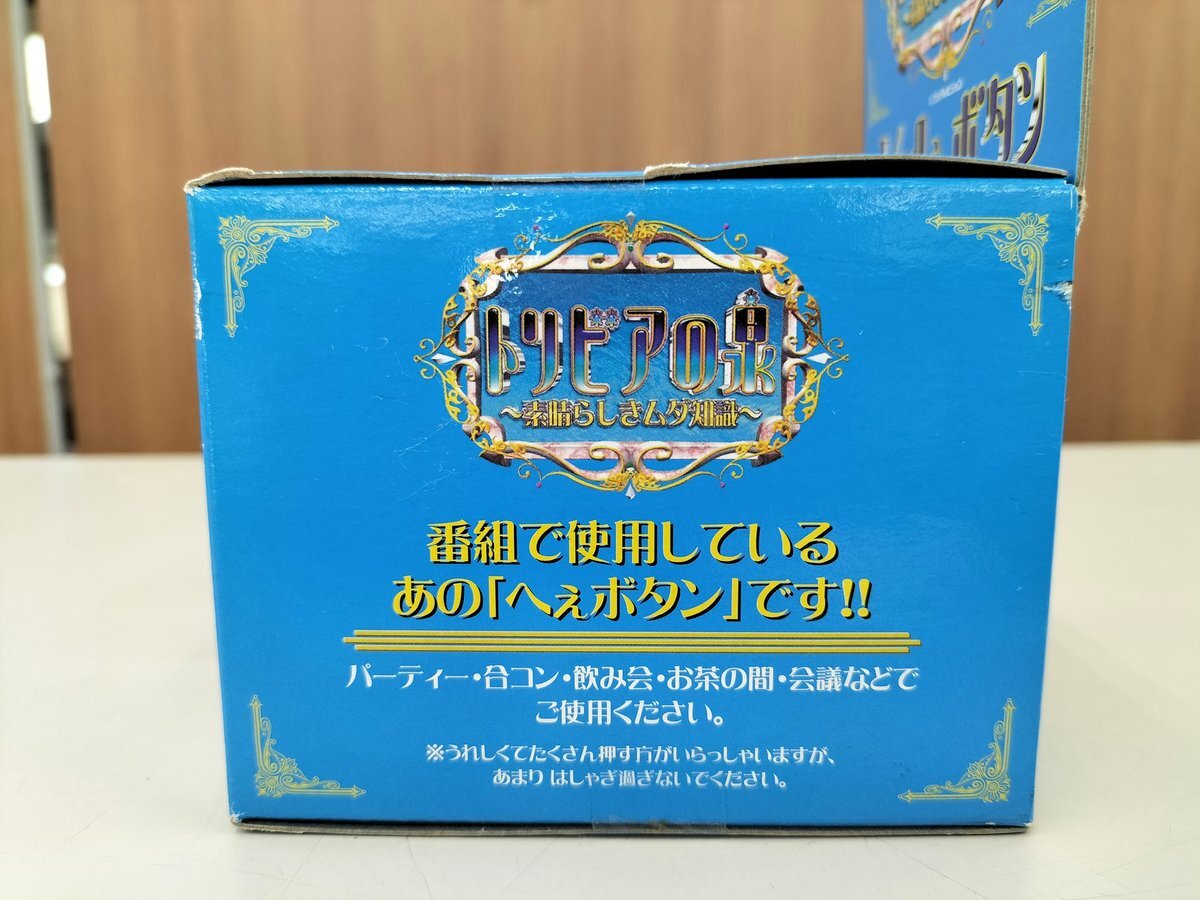 トリビアの泉
〜素晴らしきムダ知識〜
番組で使用している
あの「へぇボタン」です!!
パーティー・合コン・飲み会・お茶の間・会議などで
ご使用ください。
※うれしくてたくさん押す方がいらっしゃいますが、
あまり はしゃぎ過ぎないでください。
ボタン